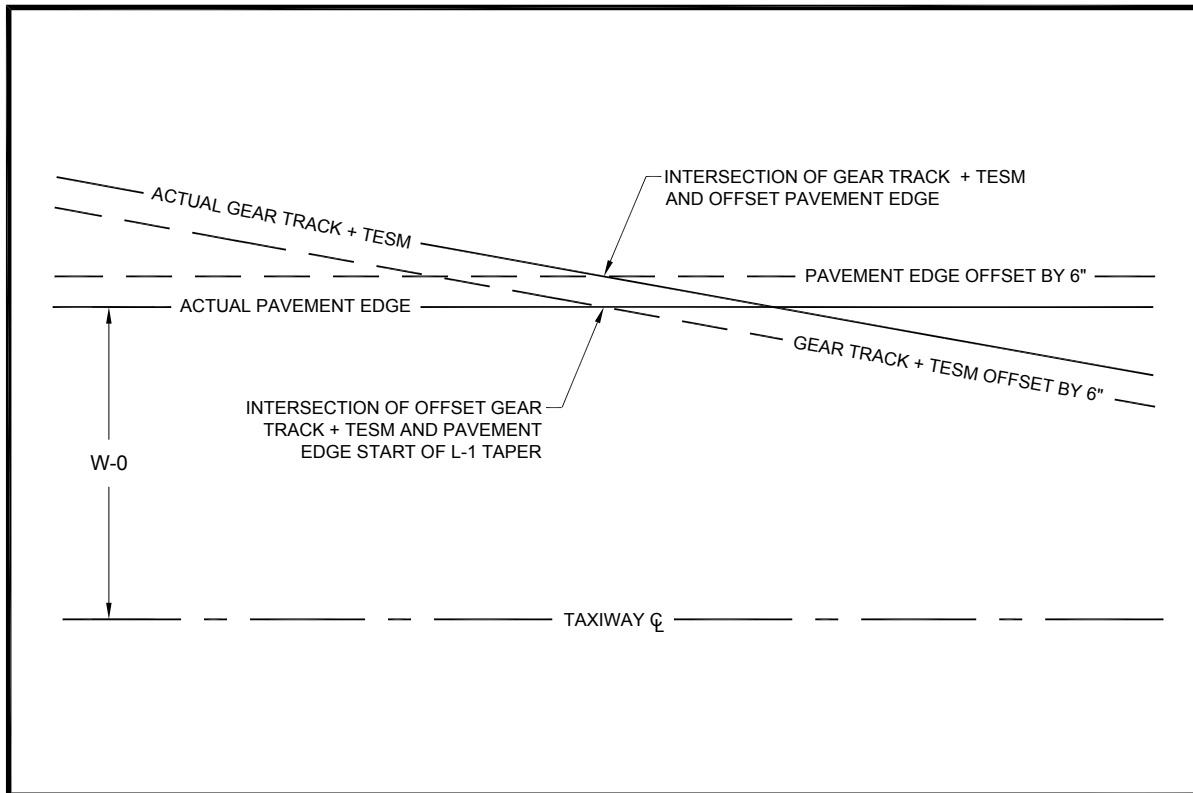 INTERSECTION OF GEAR TRACK + TESM
AND OFFSET PAVEMENT EDGE
ACTUAL GEAR TRACK + TESM
PAVEMENT EDGE OFFSET BY 6"
ACTUAL PAVEMENT EDGE
GEAR TRACK + TESM OFFSET BY 6"
INTERSECTION OF OFFSET GEAR
TRACK + TESM AND PAVEMENT
EDGE START OF L-1 TAPER
W-0
TAXIWAY ℄